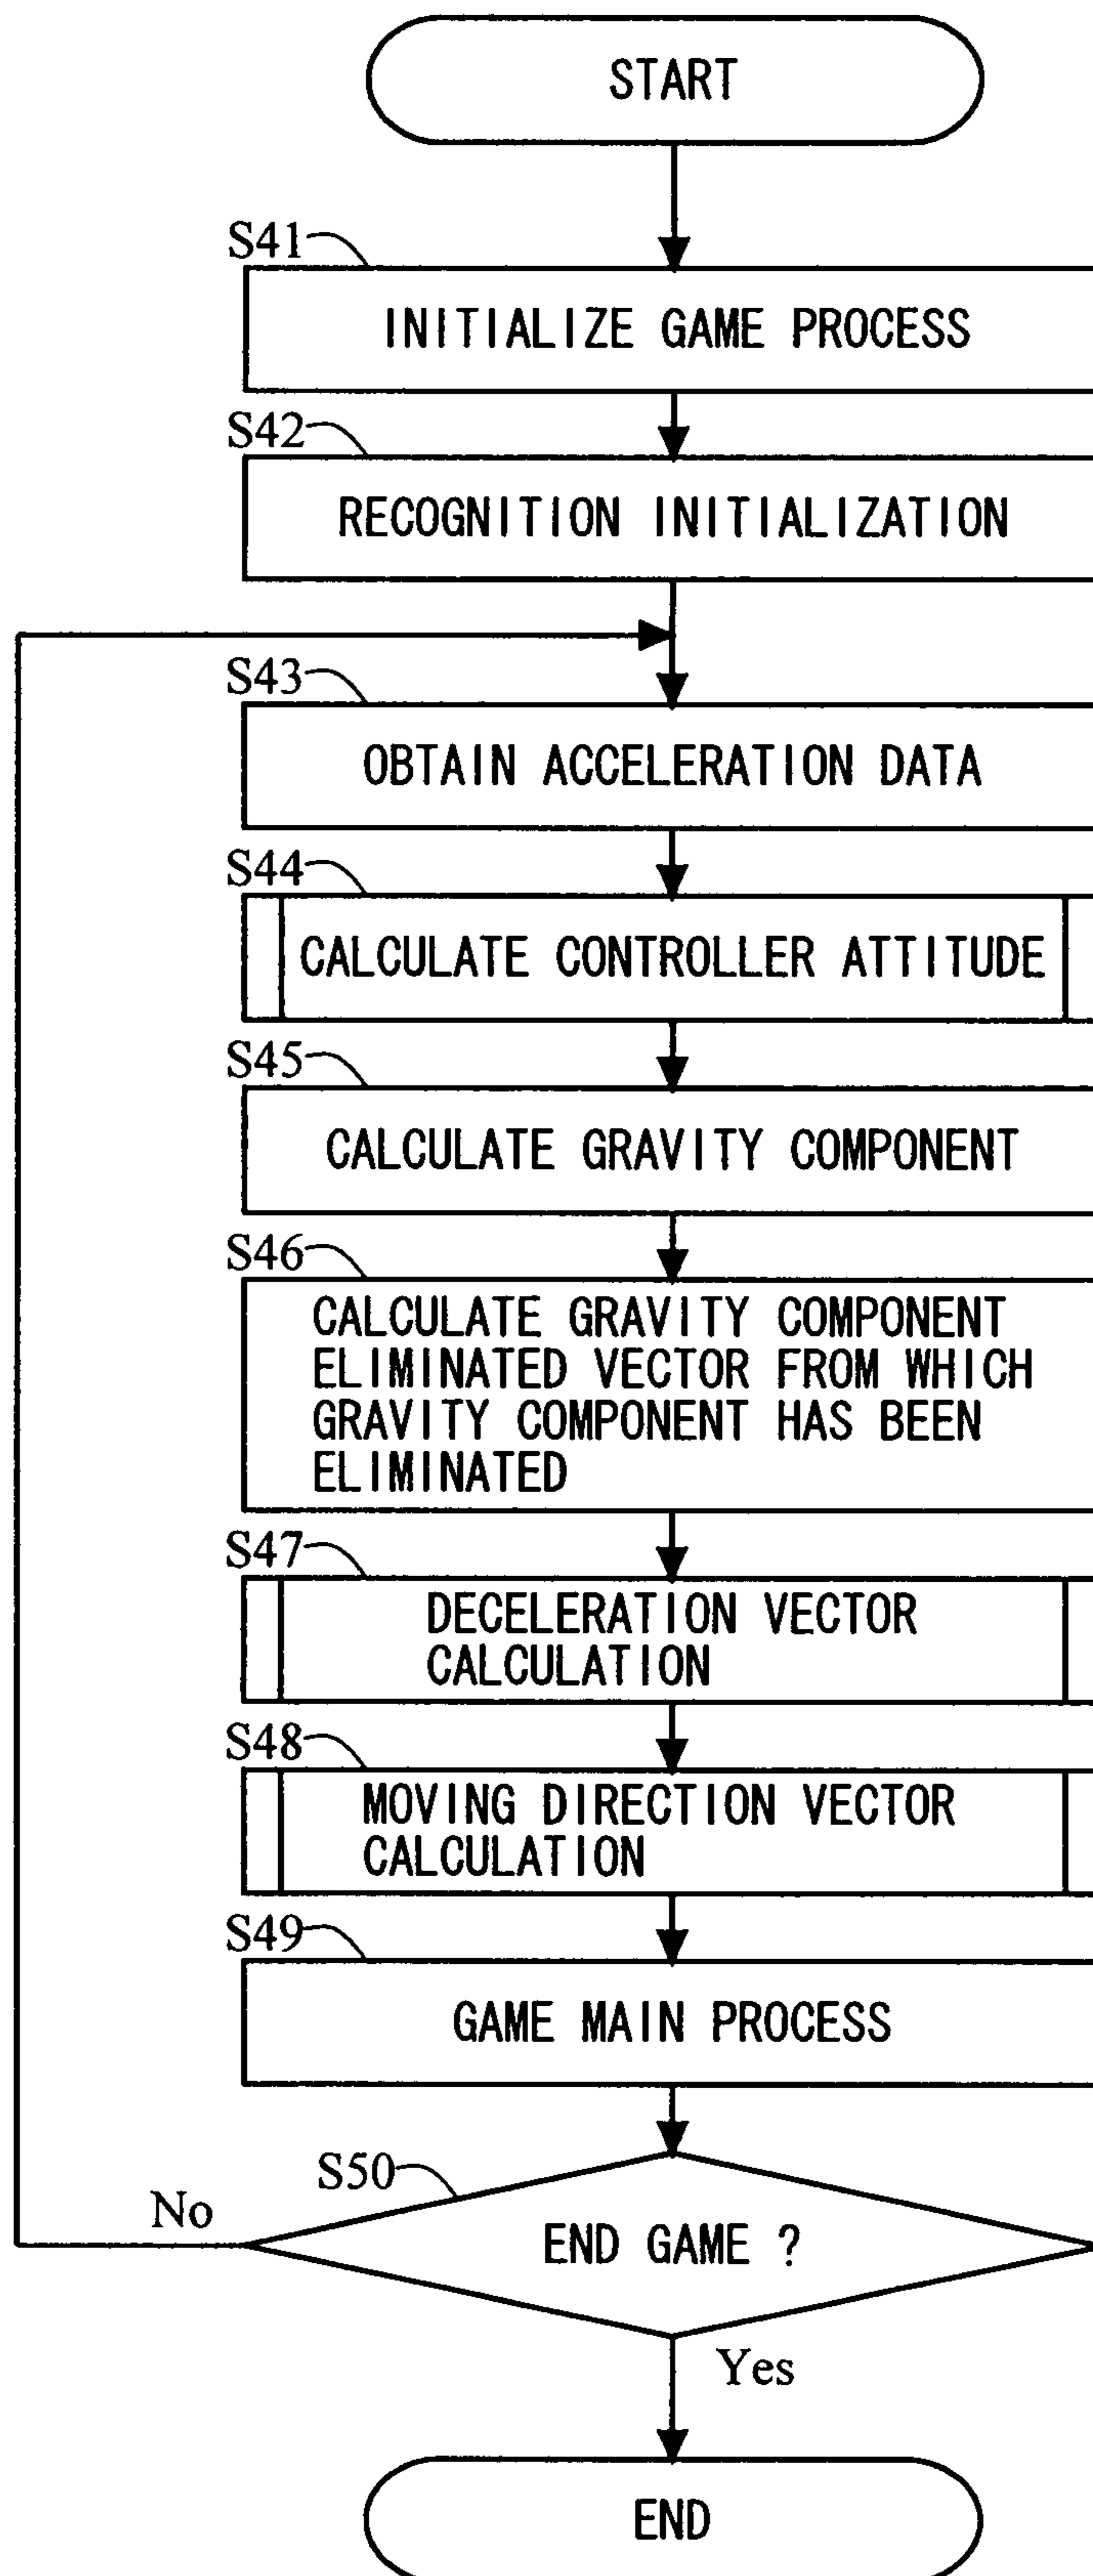 START
S41
INITIALIZE GAME PROCESS
S42
RECOGNITION INITIALIZATION
S43
OBTAIN ACCELERATION DATA
S44
CALCULATE CONTROLLER ATTITUDE
S45
CALCULATE GRAVITY COMPONENT
S46
CALCULATE GRAVITY COMPONENT
ELIMINATED VECTOR FROM WHICH
GRAVITY COMPONENT HAS BEEN
ELIMINATED
S47
DECELERATION VECTOR
CALCULATION
S48
MOVING DIRECTION VECTOR
CALCULATION
S49
GAME MAIN PROCESS
S50
No
END GAME ?
Yes
END